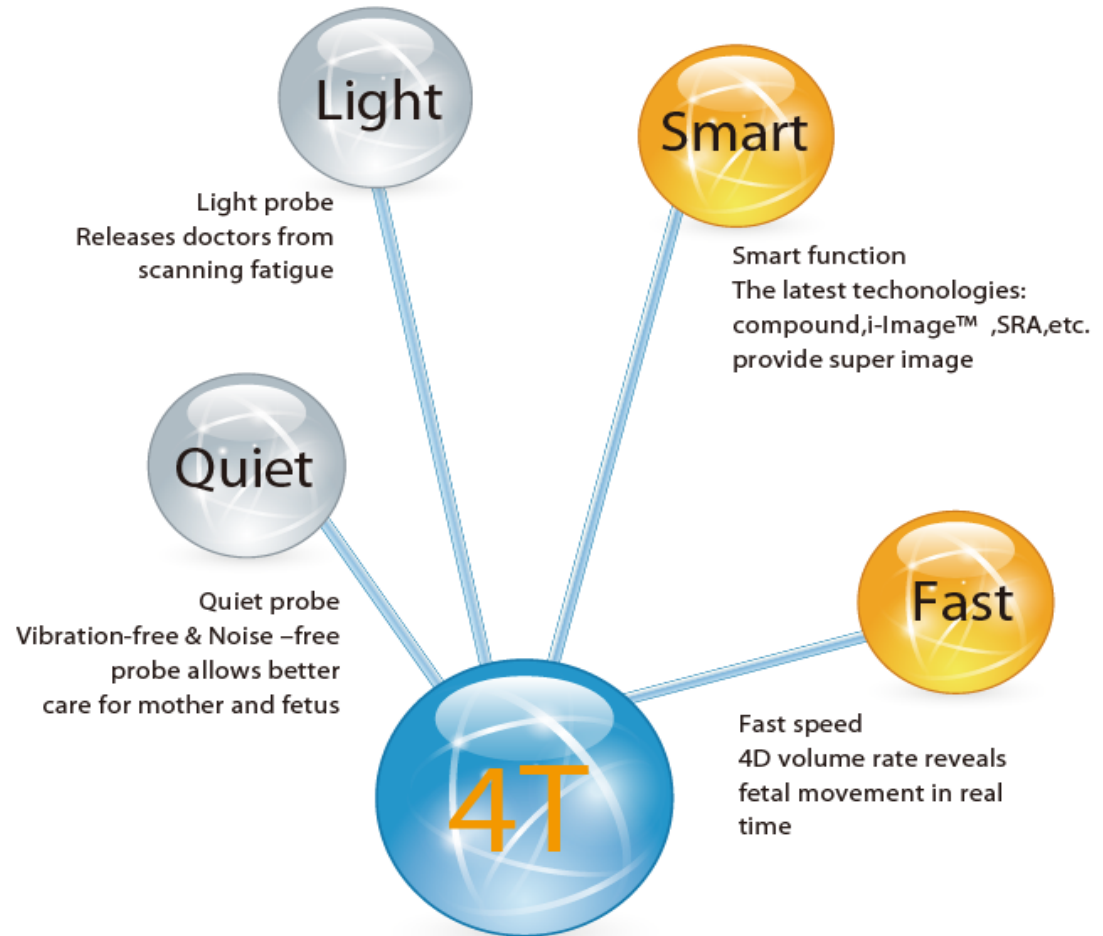 Light
Light probe
Releases doctors from
scanning fatigue
Smart
Smart function
The latest techonologies:
compound,i-Image™ ,SRA,etc.
provide super image
Quiet
Quiet probe
Vibration-free & Noise –free
probe allows better
care for mother and fetus
Fast
Fast speed
4D volume rate reveals
fetal movement in real
time
4T